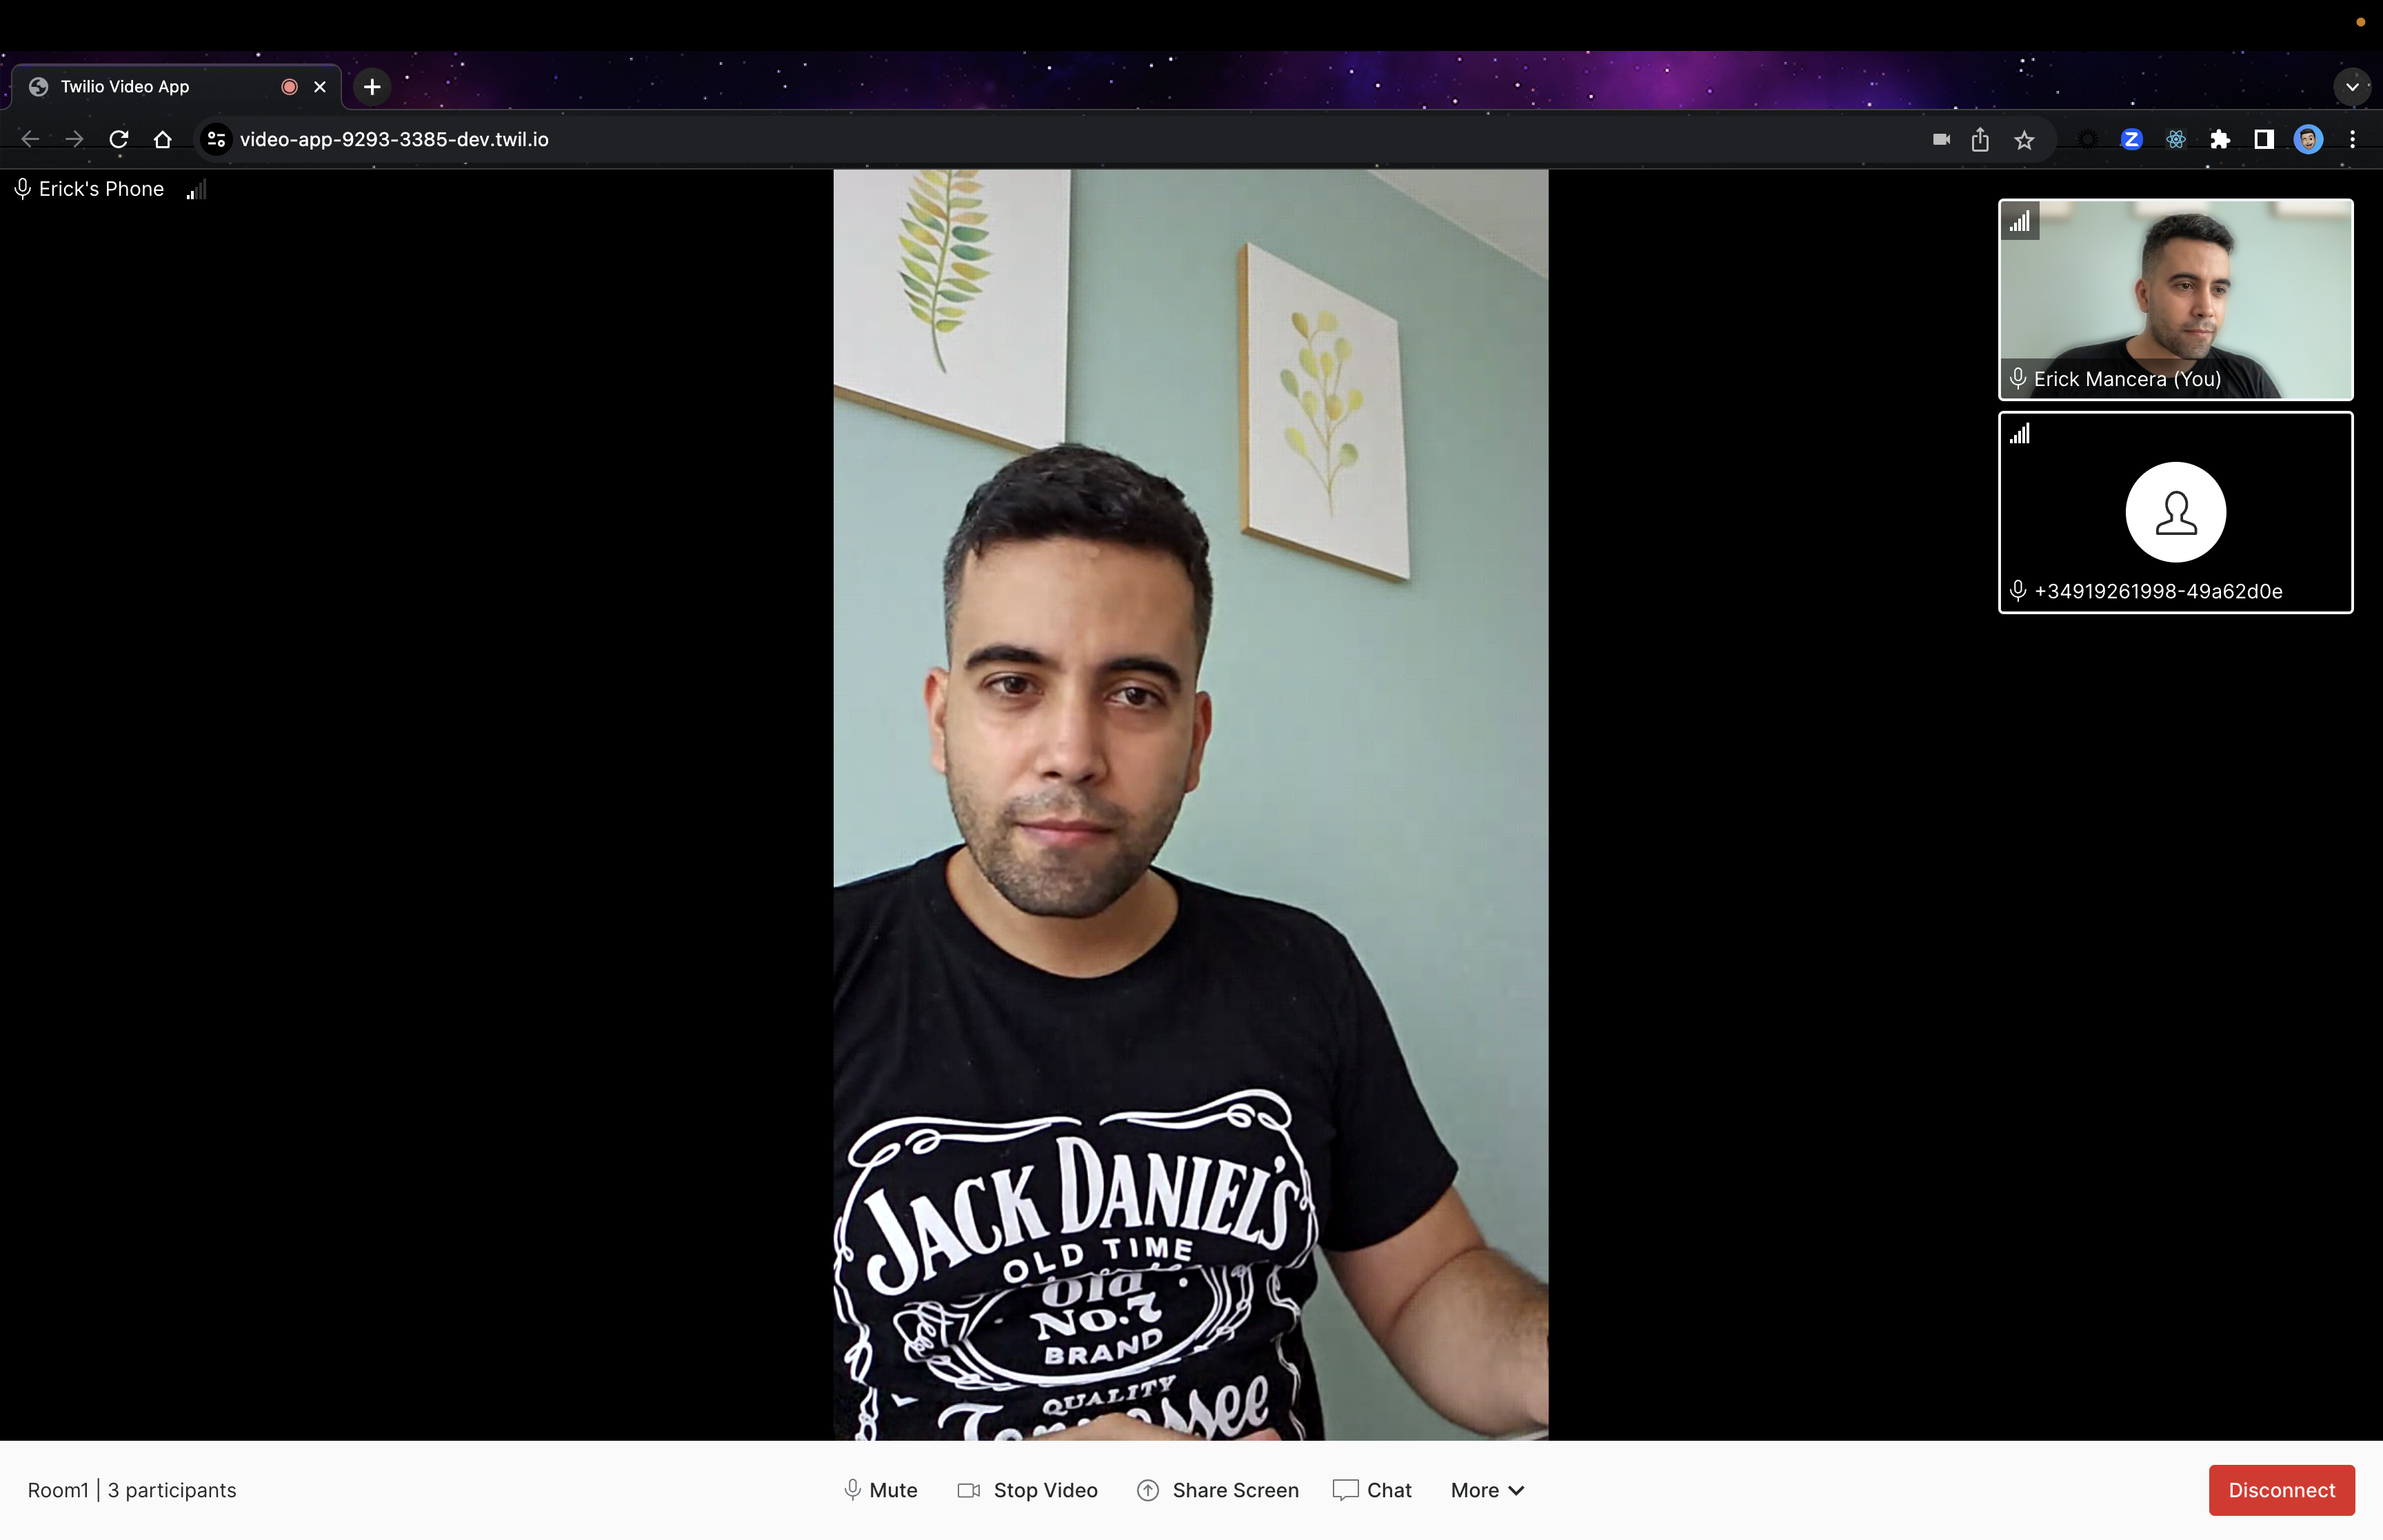 Twilio Video App
video-app-9293-3385-dev.twil.io
Erick's Phone
Erick Mancera (You)
+34919261998-49a62d0e
JACK DANIEL'S
OLD TIME
Old
No.7
BRAND
QUALITY
Tennessee
Room1 | 3 participants
Mute
Stop Video
Share Screen
Chat
More
Disconnect